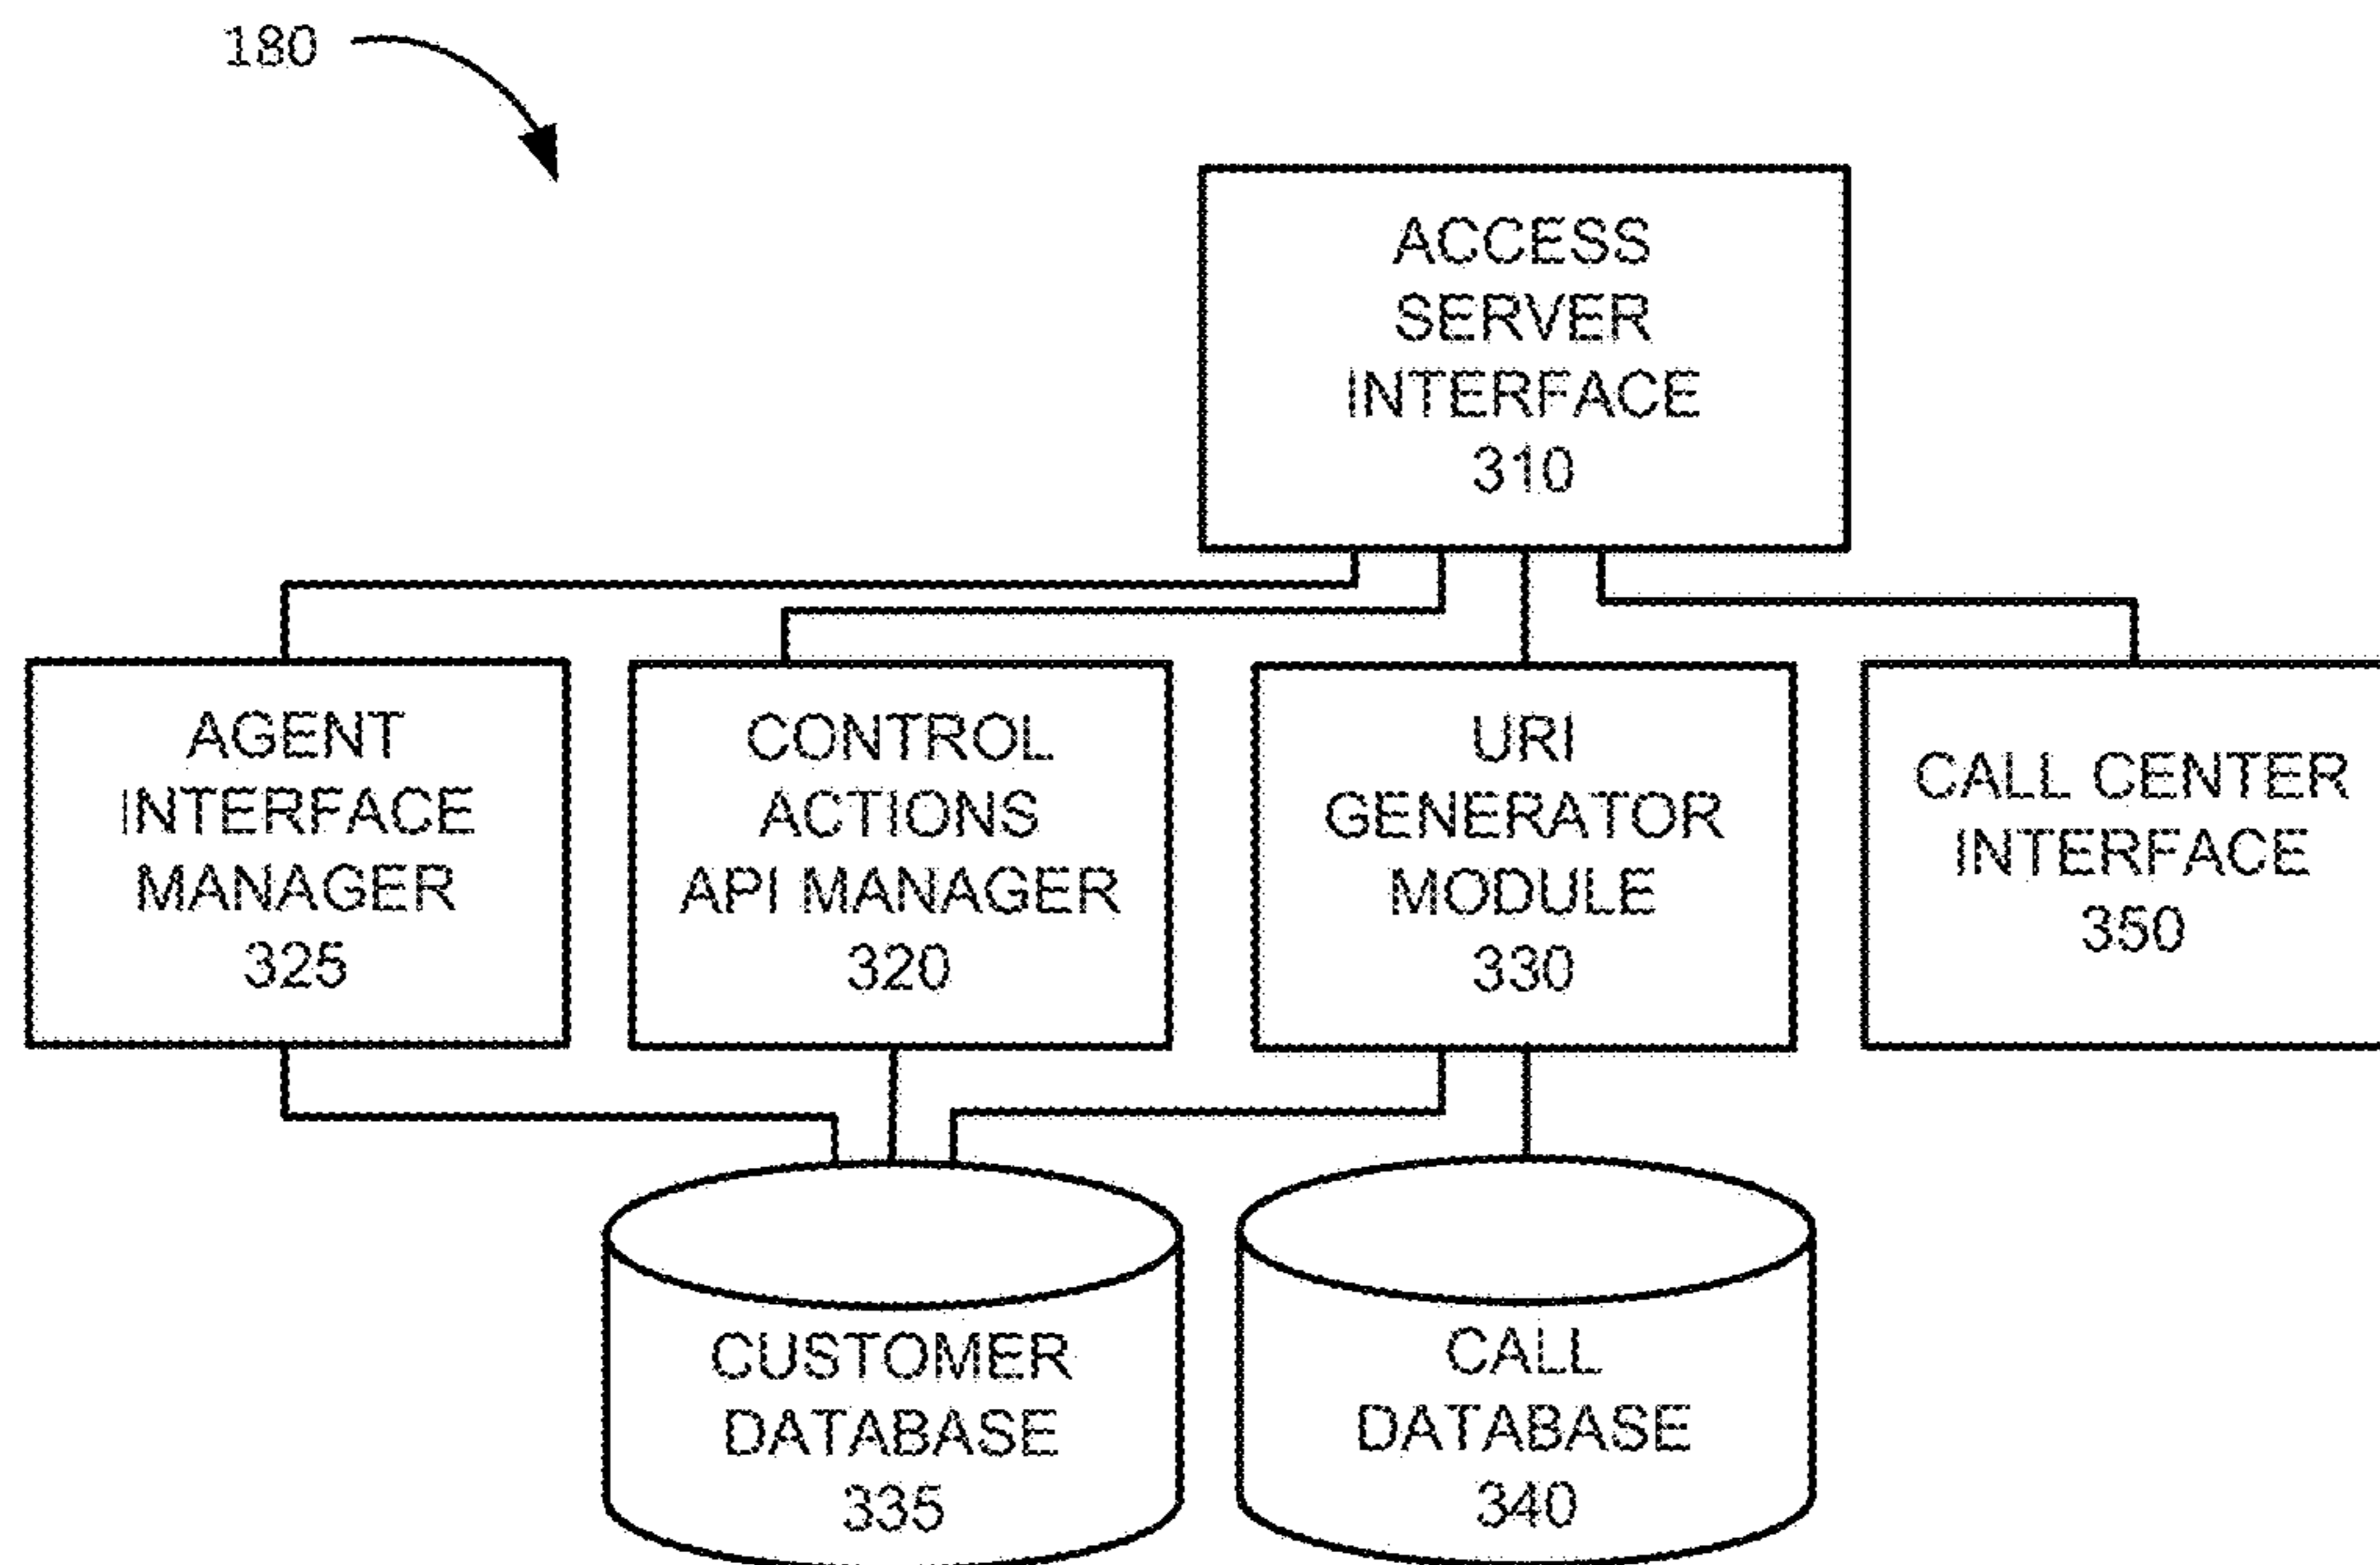 180
ACCESS
SERVER
INTERFACE
310
AGENT
INTERFACE
MANAGER
325
CONTROL
ACTIONS
API MANAGER
320
URI
GENERATOR
MODULE
330
CALL CENTER
INTERFACE
350
CUSTOMER
DATABASE
335
CALL
DATABASE
340